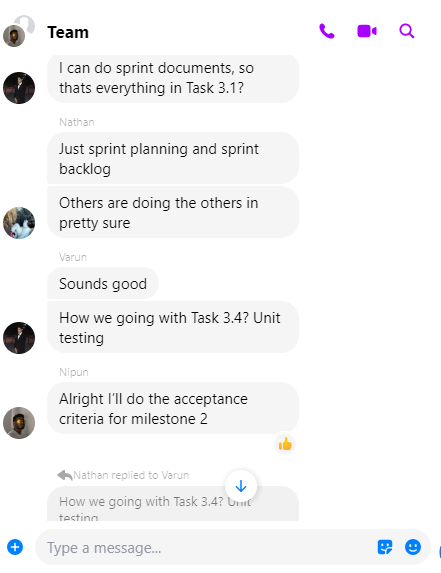 Team
I can do sprint documents, so
thats everything in Task 3.1?
Nathan
Just sprint planning and sprint
backlog
Others are doing the others in
pretty sure
Varun
Sounds good
How we going with Task 3.4? Unit
testing
Nipun
Alright I'll do the acceptance
criteria for milestone 2
Nathan replied to Varun
How we going with Task 3.4? Unit
testing
Type a message...